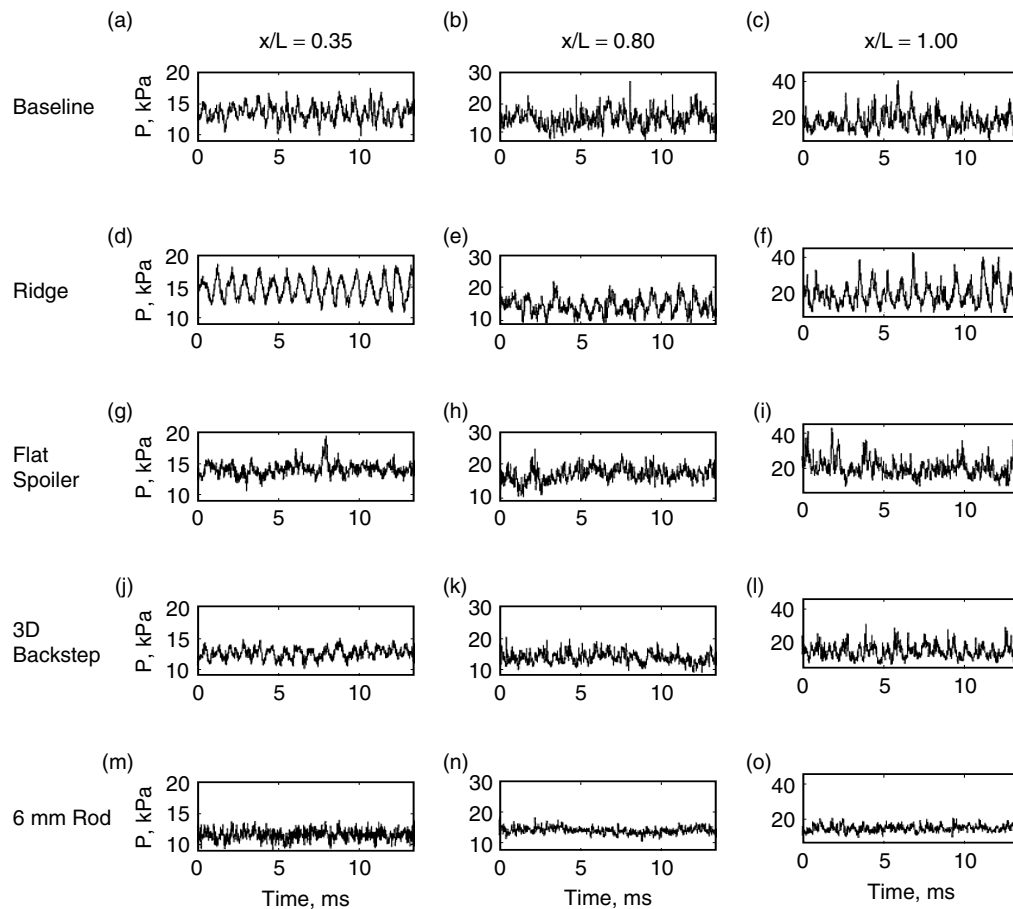 (a) (b) (c)
x/L = 0.35 x/L = 0.80 x/L = 1.00
Baseline
P, kPa
20
15
10
0 5 10
30
20
10
0 5 10
40
20
0 5 10
(d) (e) (f)
Ridge
P, kPa
20
15
10
0 5 10
30
20
10
0 5 10
40
20
0 5 10
(g) (h) (i)
Flat
Spoiler
P, kPa
20
15
10
0 5 10
30
20
10
0 5 10
40
20
0 5 10
(j) (k) (l)
3D
Backstep
P, kPa
20
15
10
0 5 10
30
20
10
0 5 10
40
20
0 5 10
(m) (n) (o)
6 mm Rod
P, kPa
20
15
10
0 5 10
30
20
10
0 5 10
40
20
0 5 10
Time, ms Time, ms Time, ms